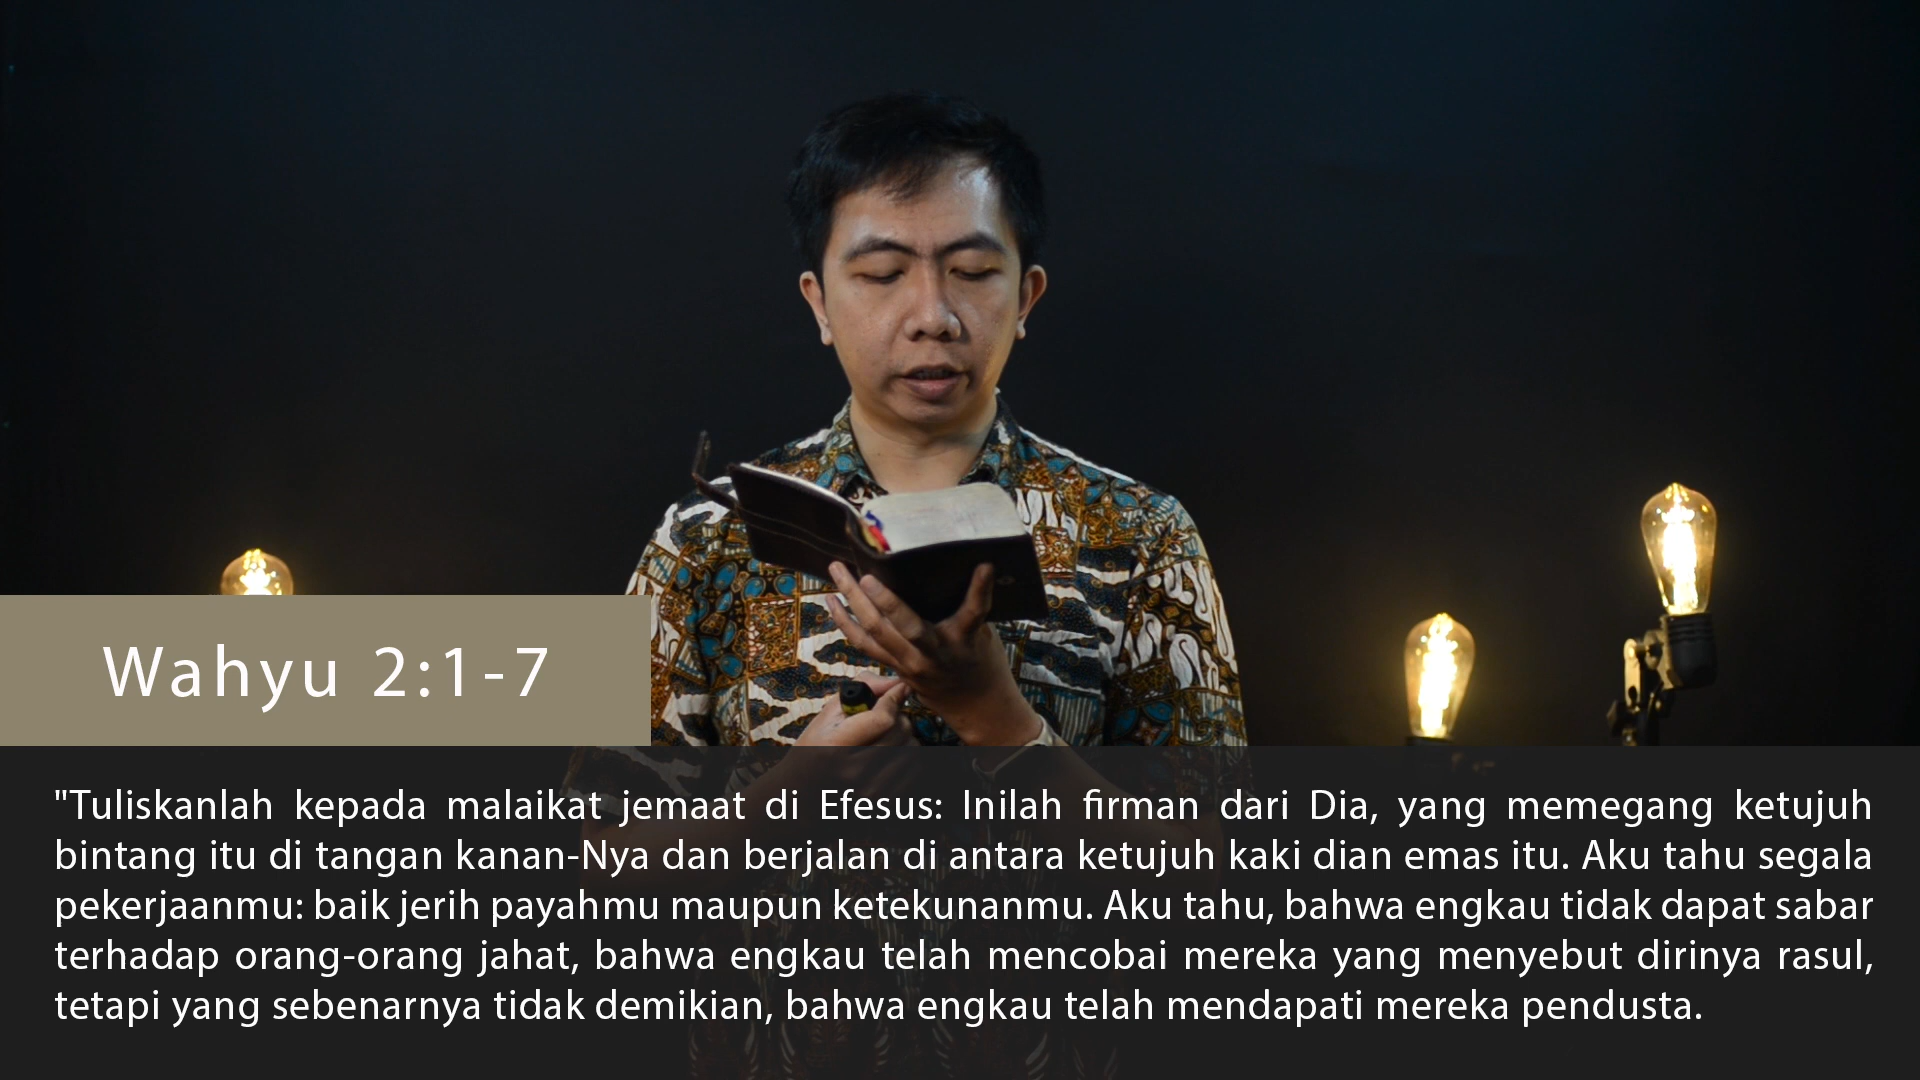 Wahyu 2:1-7
"Tuliskanlah kepada malaikat jemaat di Efesus: Inilah firman dari Dia, yang memegang ketujuh
bintang itu di tangan kanan-Nya dan berjalan di antara ketujuh kaki dian emas itu. Aku tahu segala
pekerjaanmu: baik jerih payahmu maupun ketekunanmu. Aku tahu, bahwa engkau tidak dapat sabar
terhadap orang-orang jahat, bahwa engkau telah mencobai mereka yang menyebut dirinya rasul,
tetapi yang sebenarnya tidak demikian, bahwa engkau telah mendapati mereka pendusta.